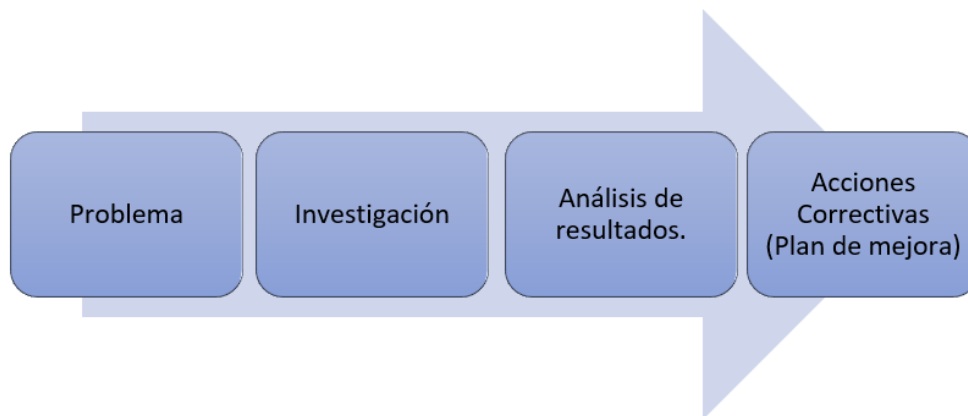 Problema
Investigación
Análisis de
resultados.
Acciones
Correctivas
(Plan de mejora)